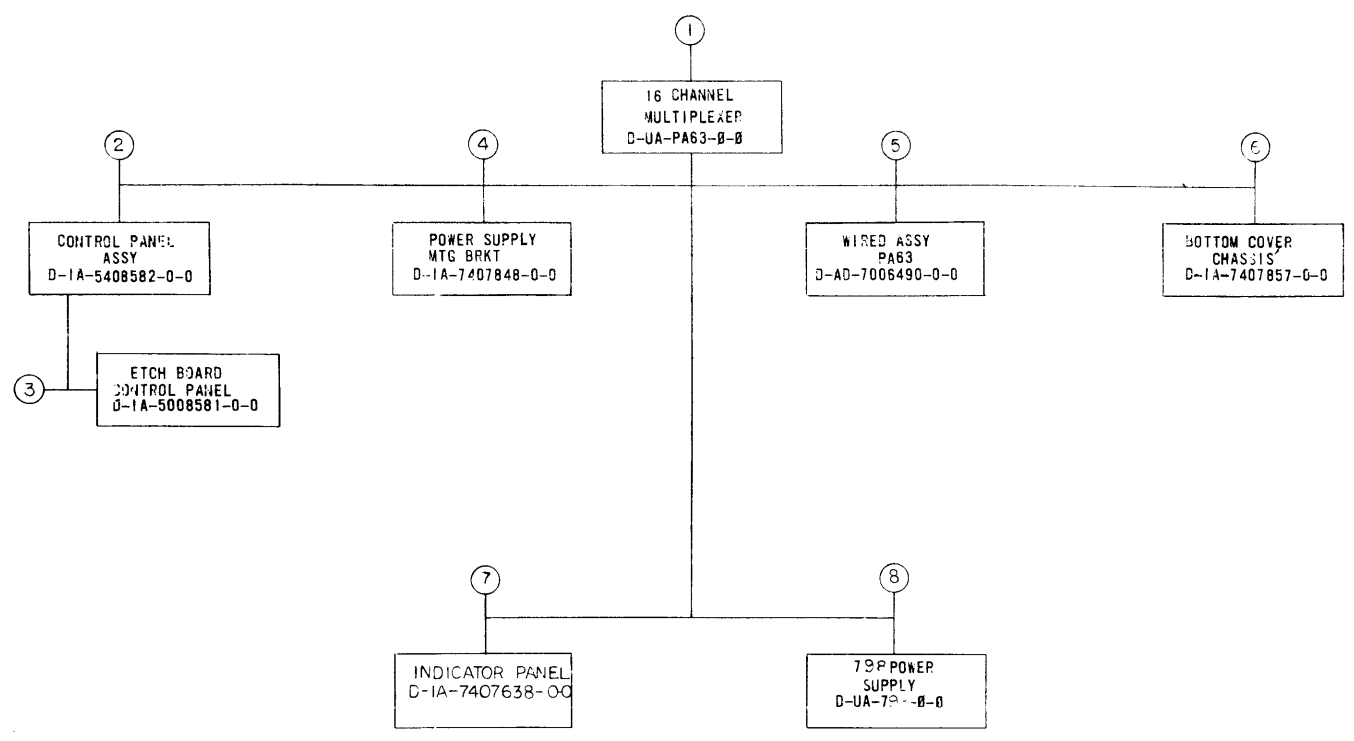 1
16 CHANNEL
MULTIPLEXER
D-UA-PA63-0-0
2
4
5
6
CONTROL PANEL
ASSY
D-IA-5408582-0-0
POWER SUPPLY
MTG BRKT
D-IA-7407848-0-0
WIRED ASSY
PA63
D-AD-7006490-0-0
BOTTOM COVER
CHASSIS
D-IA-7407857-0-0
3
ETCH BOARD
CONTROL PANEL
D-IA-5008581-0-0
7
8
INDICATOR PANEL
D-IA-7407638-0-0
798 POWER
SUPPLY